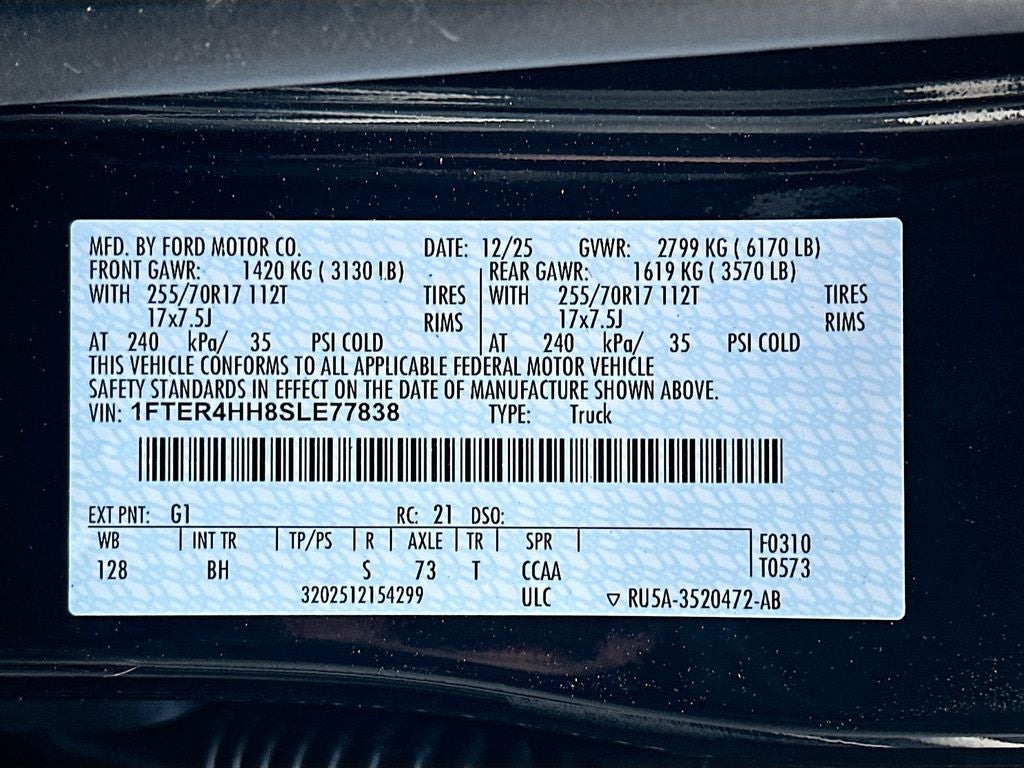 MFD. BY FORD MOTOR CO. DATE: 12/25 GVWR: 2799 KG ( 6170 LB)
FRONT GAWR: 1420 KG ( 3130 LB) REAR GAWR: 1619 KG ( 3570 LB)
WITH 255/70R17 112T TIRES WITH 255/70R17 112T TIRES
17x7.5J RIMS 17x7.5J RIMS
AT 240 kPa/ 35 PSI COLD AT 240 kPa/ 35 PSI COLD
THIS VEHICLE CONFORMS TO ALL APPLICABLE FEDERAL MOTOR VEHICLE
SAFETY STANDARDS IN EFFECT ON THE DATE OF MANUFACTURE SHOWN ABOVE.
VIN: 1FTER4HH8SLE77838 TYPE: Truck
EXT PNT: G1 RC: 21 DSO:
WB INT TR TP/PS R AXLE TR SPR F0310
128 BH S 73 T CCAA T0573
3202512154299 ULC ▽ RU5A-3520472-AB